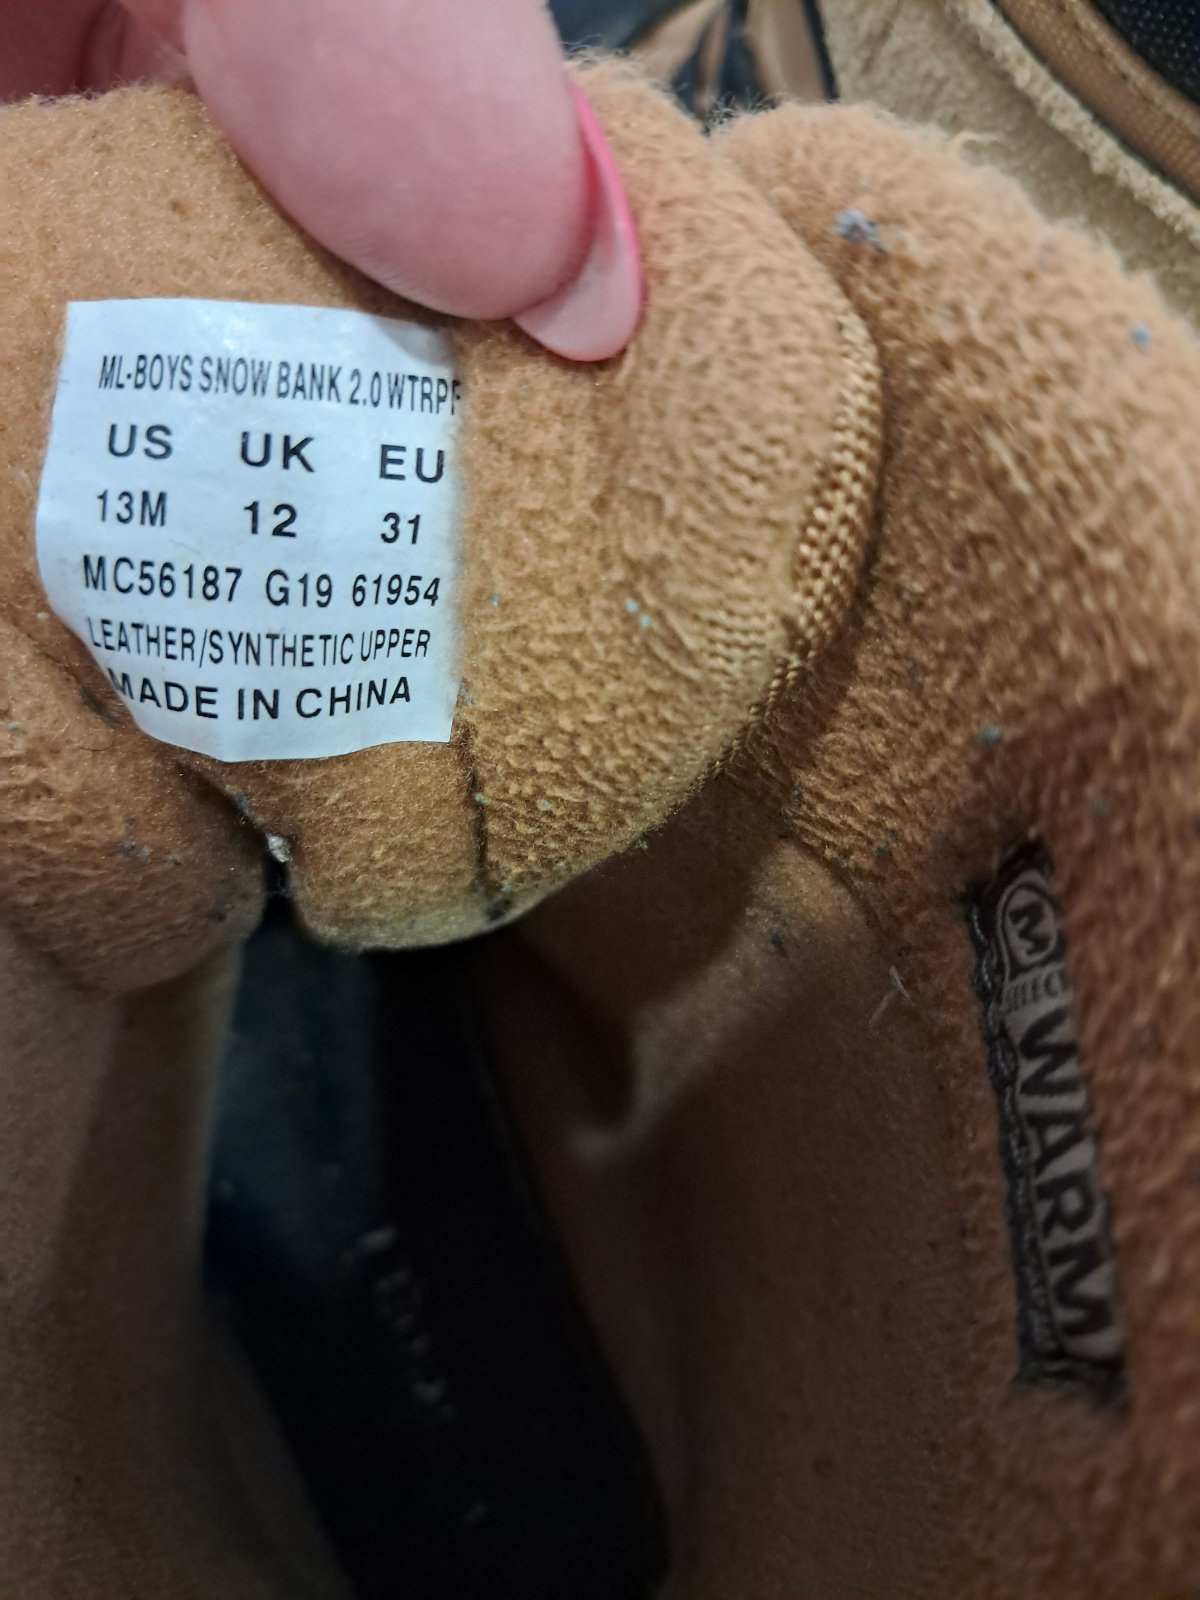 ML-BOYS SNOW BANK 2.0 WTRPF
US UK EU
13M 12 31
MC56187 G19 61954
LEATHER/SYNTHETIC UPPER
MADE IN CHINA
M
SELECT
WARM